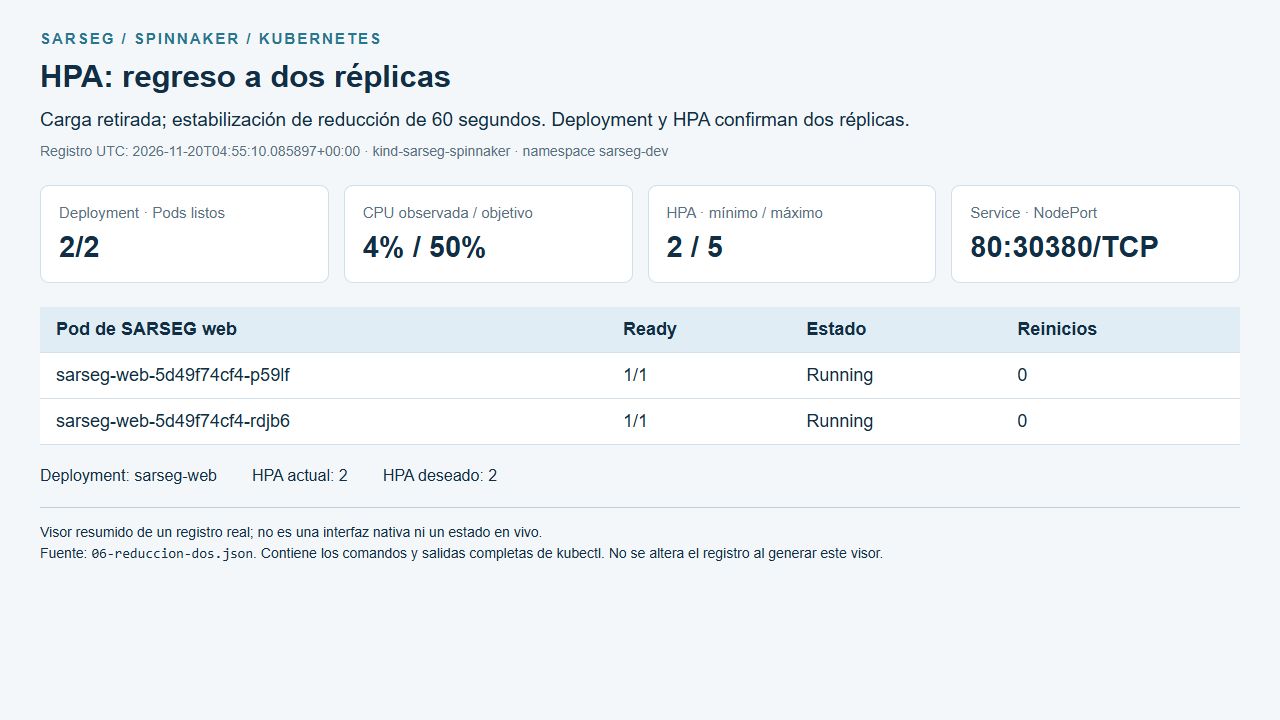 SARSEG / SPINNAKER / KUBERNETES
HPA: regreso a dos réplicas
Carga retirada; estabilización de reducción de 60 segundos. Deployment y HPA confirman dos réplicas.
Registro UTC: 2026-11-20T04:55:10.085897+00:00 · kind-sarseg-spinnaker · namespace sarseg-dev
Deployment · Pods listos
2/2
CPU observada / objetivo
4% / 50%
HPA · mínimo / máximo
2 / 5
Service · NodePort
80:30380/TCP
Pod de SARSEG web Ready Estado Reinicios
sarseg-web-5d49f74cf4-p59lf 1/1 Running 0
sarseg-web-5d49f74cf4-rdjb6 1/1 Running 0
Deployment: sarseg-web HPA actual: 2 HPA deseado: 2
Visor resumido de un registro real; no es una interfaz nativa ni un estado en vivo.
Fuente: 06-reduccion-dos.json. Contiene los comandos y salidas completas de kubectl. No se altera el registro al generar este visor.